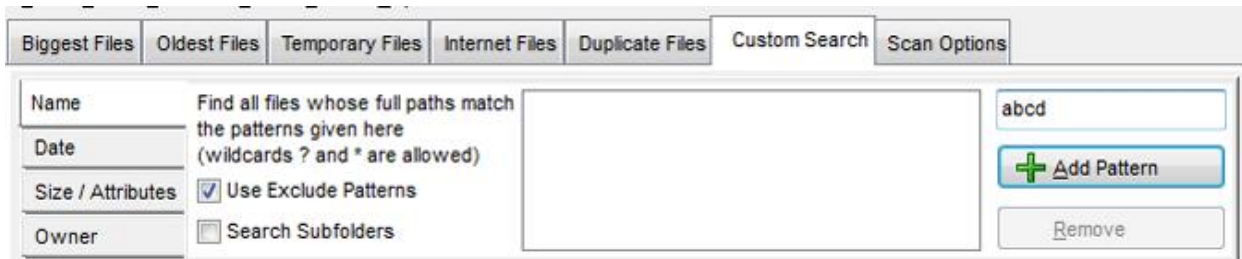 Biggest Files Oldest Files Temporary Files Internet Files Duplicate Files Custom Search Scan Options
Name
Date
Size / Attributes
Owner
Find all files whose full paths match
the patterns given here
(wildcards ? and * are allowed)
Use Exclude Patterns
Search Subfolders
abcd
Add Pattern
Remove